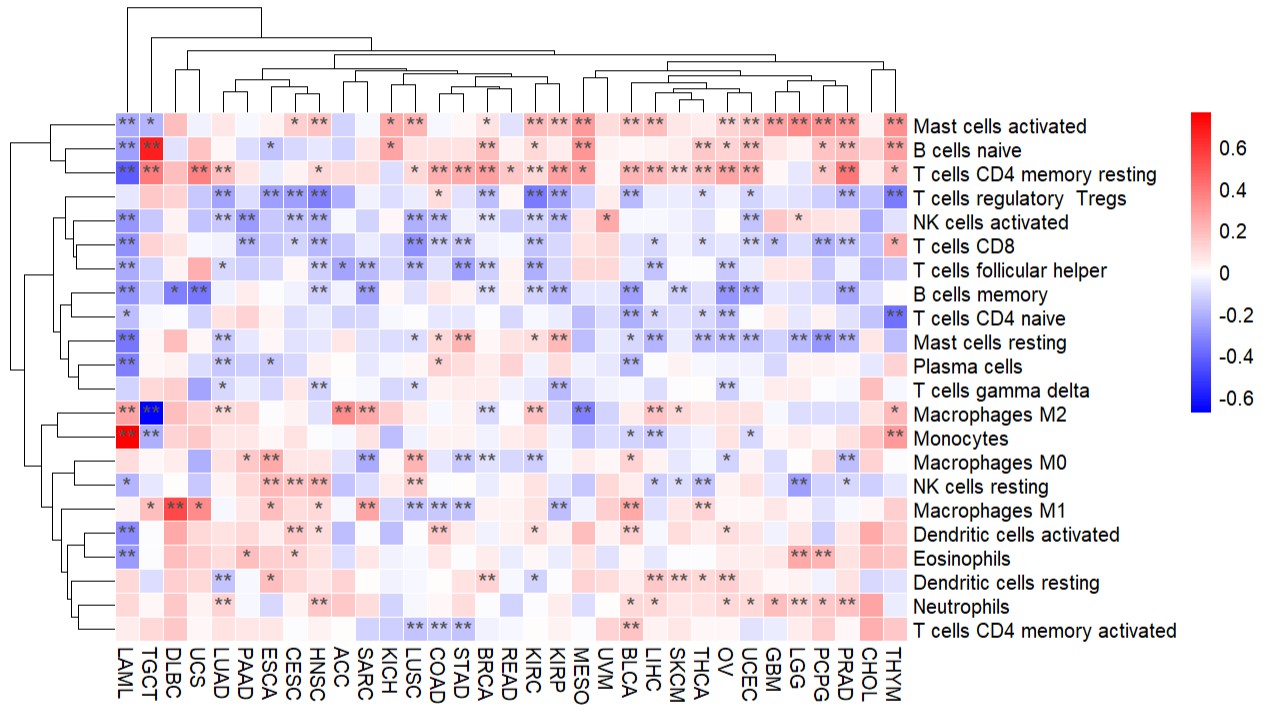 Mast cells activated
B cells naive
T cells CD4 memory resting
T cells regulatory  Tregs
NK cells activated
T cells CD8
T cells follicular helper
B cells memory
T cells CD4 naive
Mast cells resting
Plasma cells
T cells gamma delta
Macrophages M2
Monocytes
Macrophages M0
NK cells resting
Macrophages M1
Dendritic cells activated
Eosinophils
Dendritic cells resting
Neutrophils
T cells CD4 memory activated
0.6
0.4
0.2
0
-0.2
-0.4
-0.6
LAML
TGCT
DLBC
UCS
LUAD
PAAD
ESCA
CESC
HNSC
ACC
SARC
KICH
LUSC
COAD
STAD
BRCA
READ
KIRC
KIRP
MESO
UVM
BLCA
LIHC
SKCM
THCA
OV
UCEC
GBM
LGG
PCPG
PRAD
CHOL
THYM